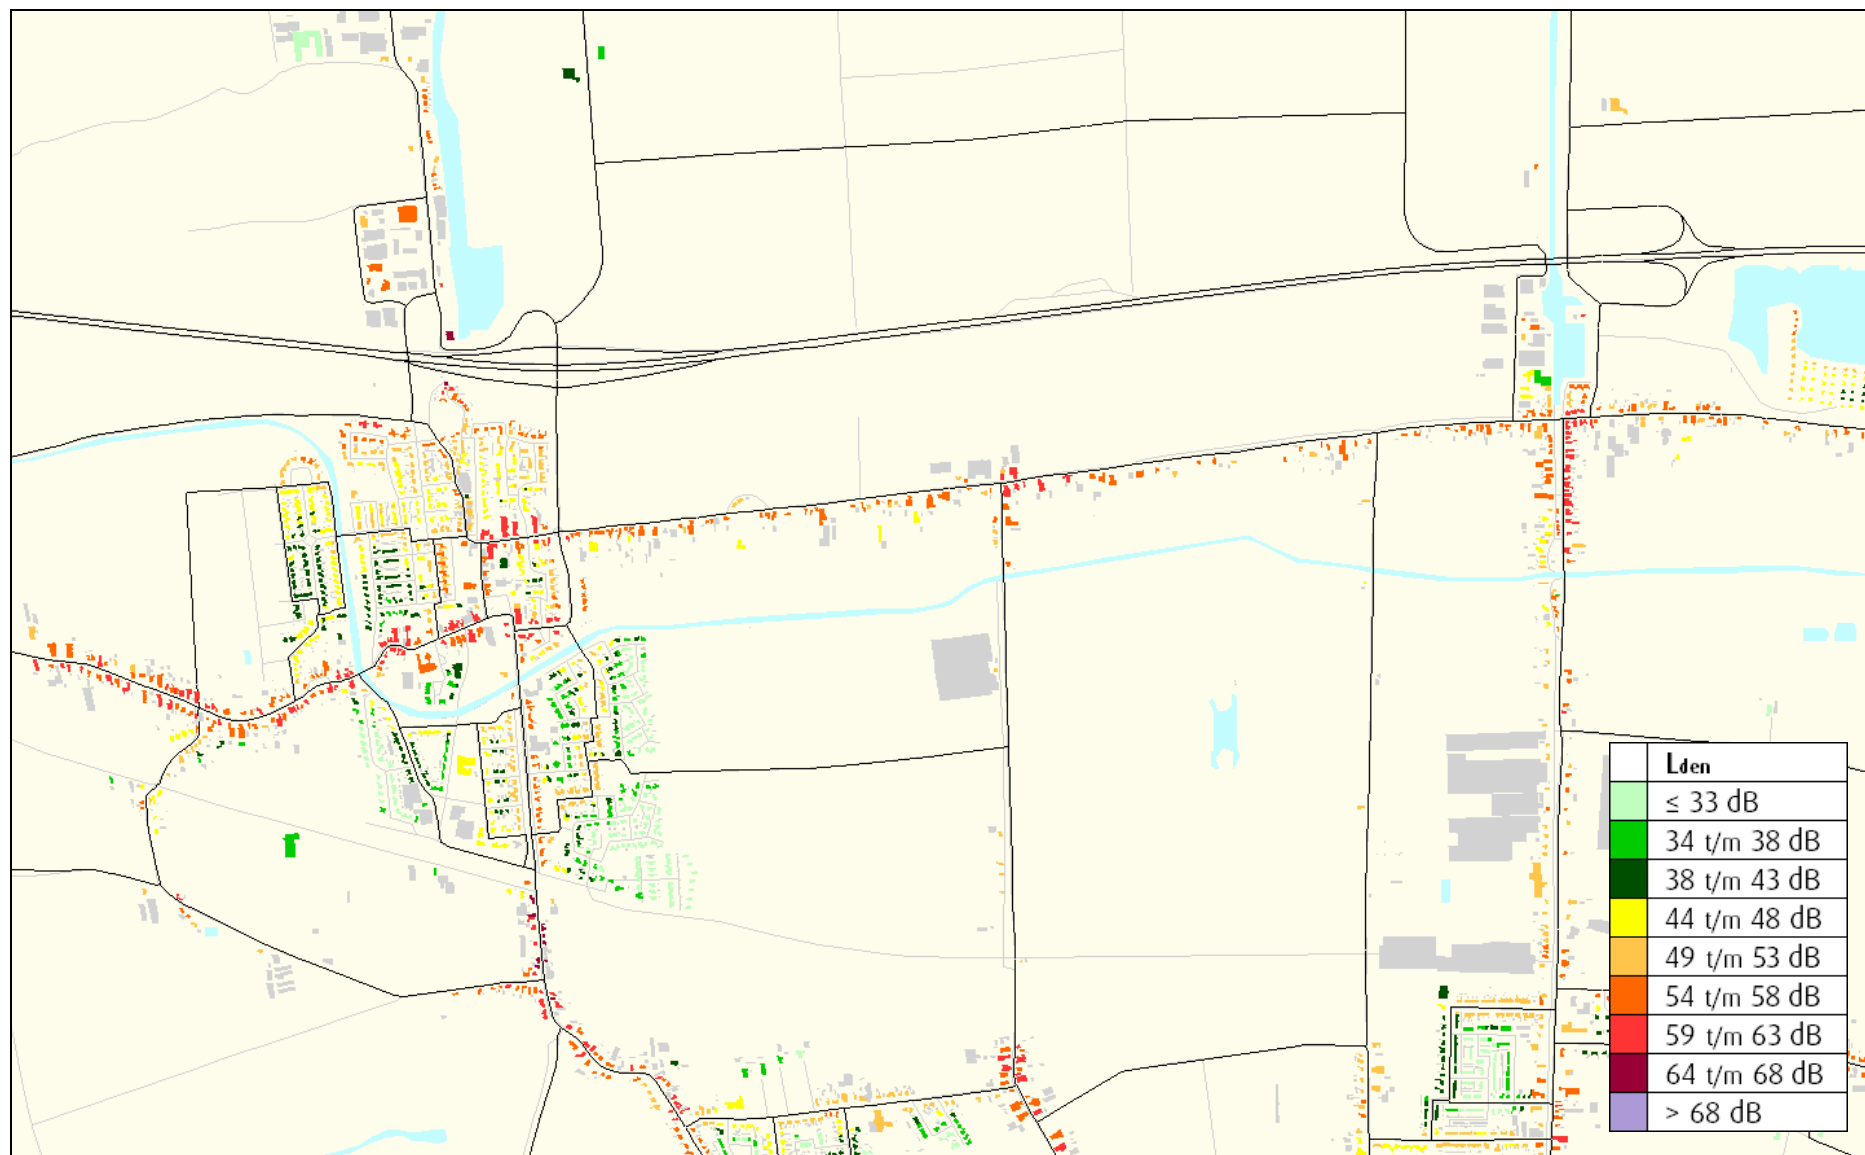 Lden
≤ 33 dB
34 t/m 38 dB
38 t/m 43 dB
44 t/m 48 dB
49 t/m 53 dB
54 t/m 58 dB
59 t/m 63 dB
64 t/m 68 dB
> 68 dB